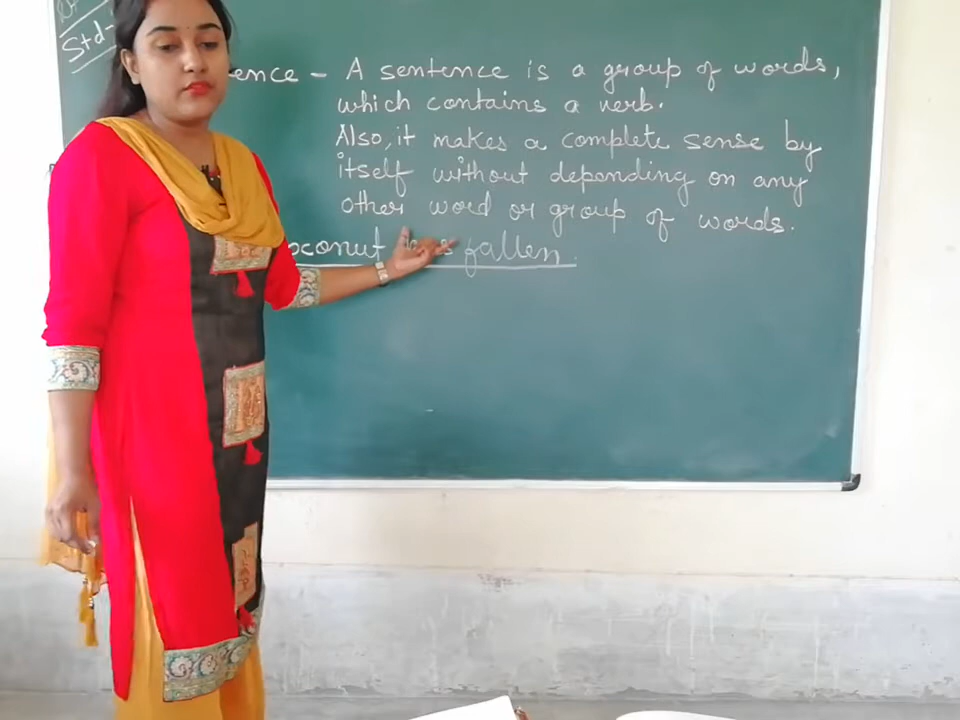 Std-
ence - A sentence is a group of words,
which contains a verb.
Also, it makes a complete sense by
itself without depending on any
other word or group of words.
oconut fallen.